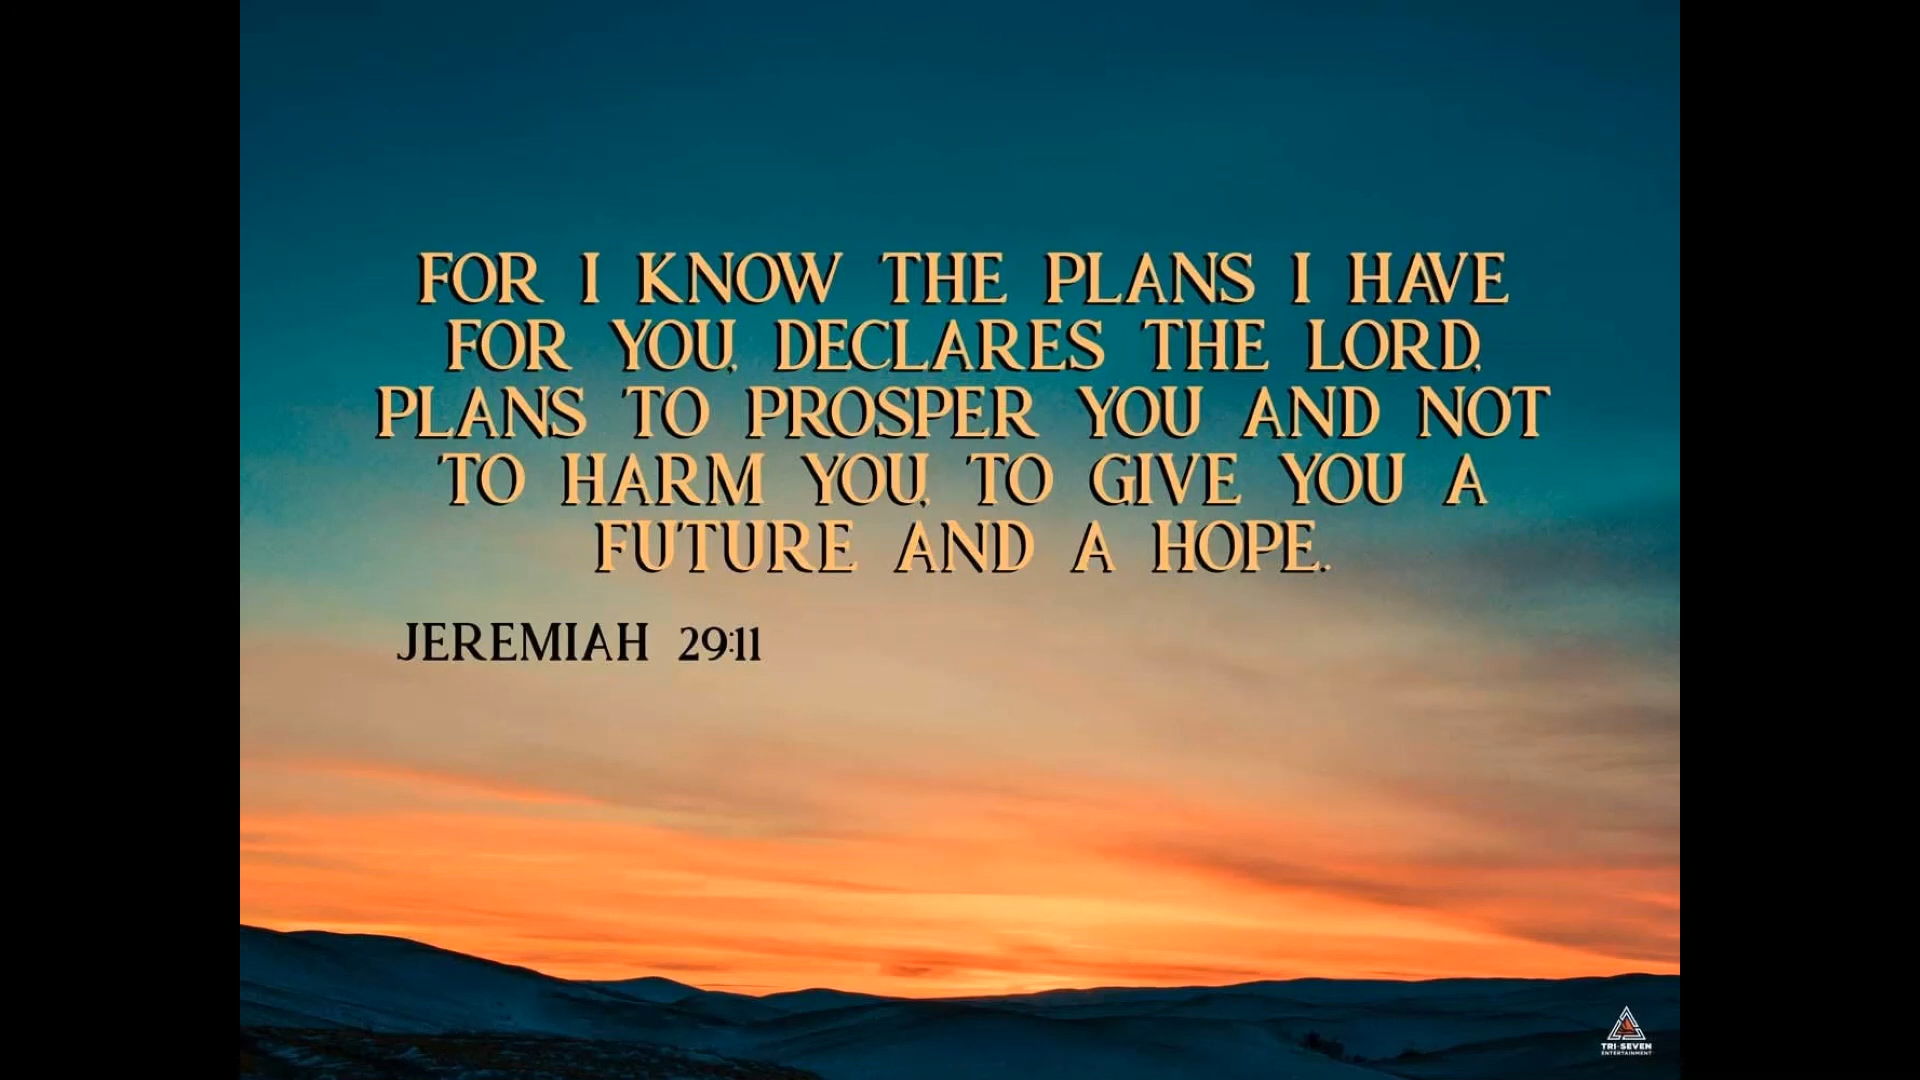 FOR I KNOW THE PLANS I HAVE
FOR YOU, DECLARES THE LORD,
PLANS TO PROSPER YOU AND NOT
TO HARM YOU, TO GIVE YOU A
FUTURE AND A HOPE.
JEREMIAH 29:11
TRI-SEVEN
ENTERTAINMENT